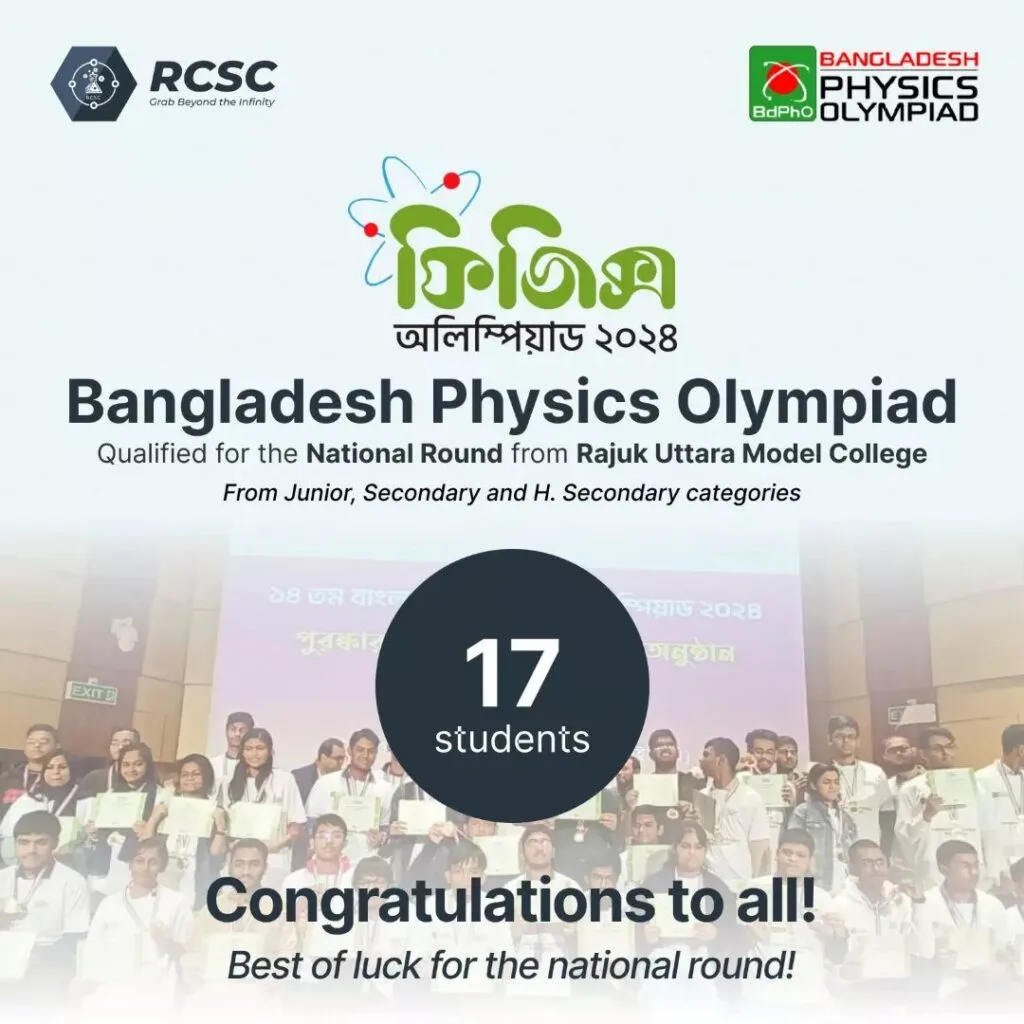 RCSC
Grab Beyond the Infinity
BANGLADESH
PHYSICS
OLYMPIAD
BdPhO
ফিজিক্স
অলিম্পিয়াড ২০২৪
Bangladesh Physics Olympiad
Qualified for the National Round from Rajuk Uttara Model College
From Junior, Secondary and H. Secondary categories
১৪ তম বাংলা ম্পিয়াড ২০২৪
পুরষ্কার অনুষ্ঠান
EXIT
17
students
Congratulations to all!
Best of luck for the national round!